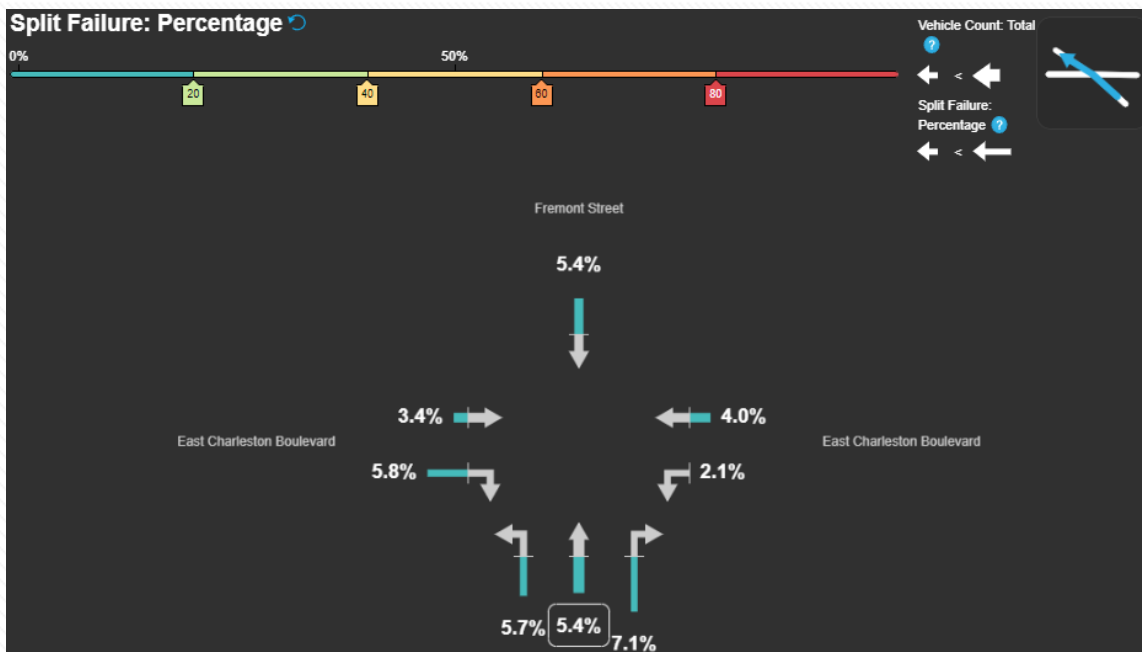 Split Failure: Percentage
Vehicle Count: Total
?
0%
50%
20
40
60
80
<
Split Failure:
Percentage ?
<
Fremont Street
5.4%
3.4%
4.0%
East Charleston Boulevard
East Charleston Boulevard
5.8%
2.1%
5.7%
5.4%
7.1%